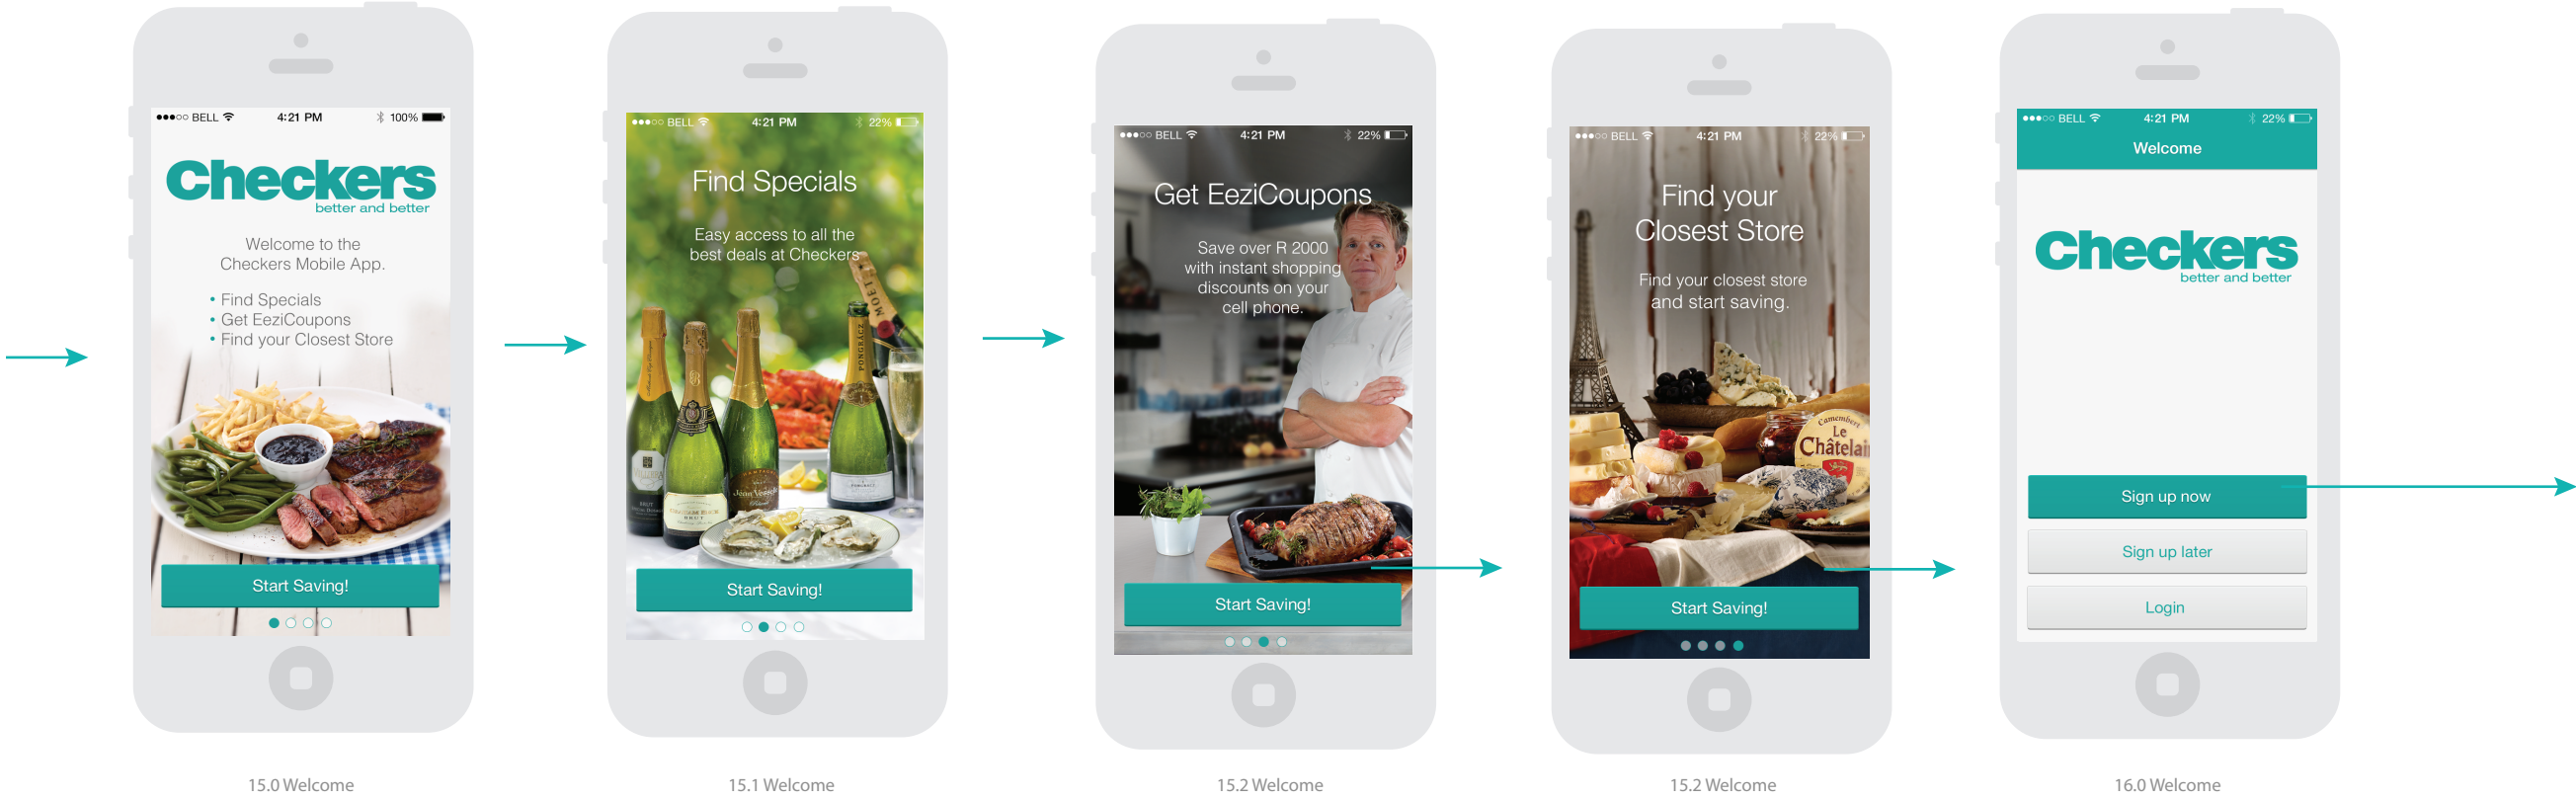 ●●●○○ BELL 4:21 PM 100%
Checkers
better and better
Welcome to the
Checkers Mobile App.
• Find Specials
• Get EeziCoupons
• Find your Closest Store
Start Saving!
15.0 Welcome
●●●○○ BELL 4:21 PM 22%
Find Specials
Easy access to all the
best deals at Checkers
MOËT
PONGRÁCZ
BRUT
BRUT
Start Saving!
15.1 Welcome
●●●○○ BELL 4:21 PM 22%
Get EeziCoupons
Save over R 2000
with instant shopping
discounts on your
cell phone.
Start Saving!
15.2 Welcome
●●●○○ BELL 4:21 PM 22%
Find your
Closest Store
Find your closest store
and start saving.
Camembert
Le
Châtelai
Start Saving!
15.2 Welcome
●●●○○ BELL 4:21 PM 22%
Welcome
Checkers
better and better
Sign up now
Sign up later
Login
16.0 Welcome